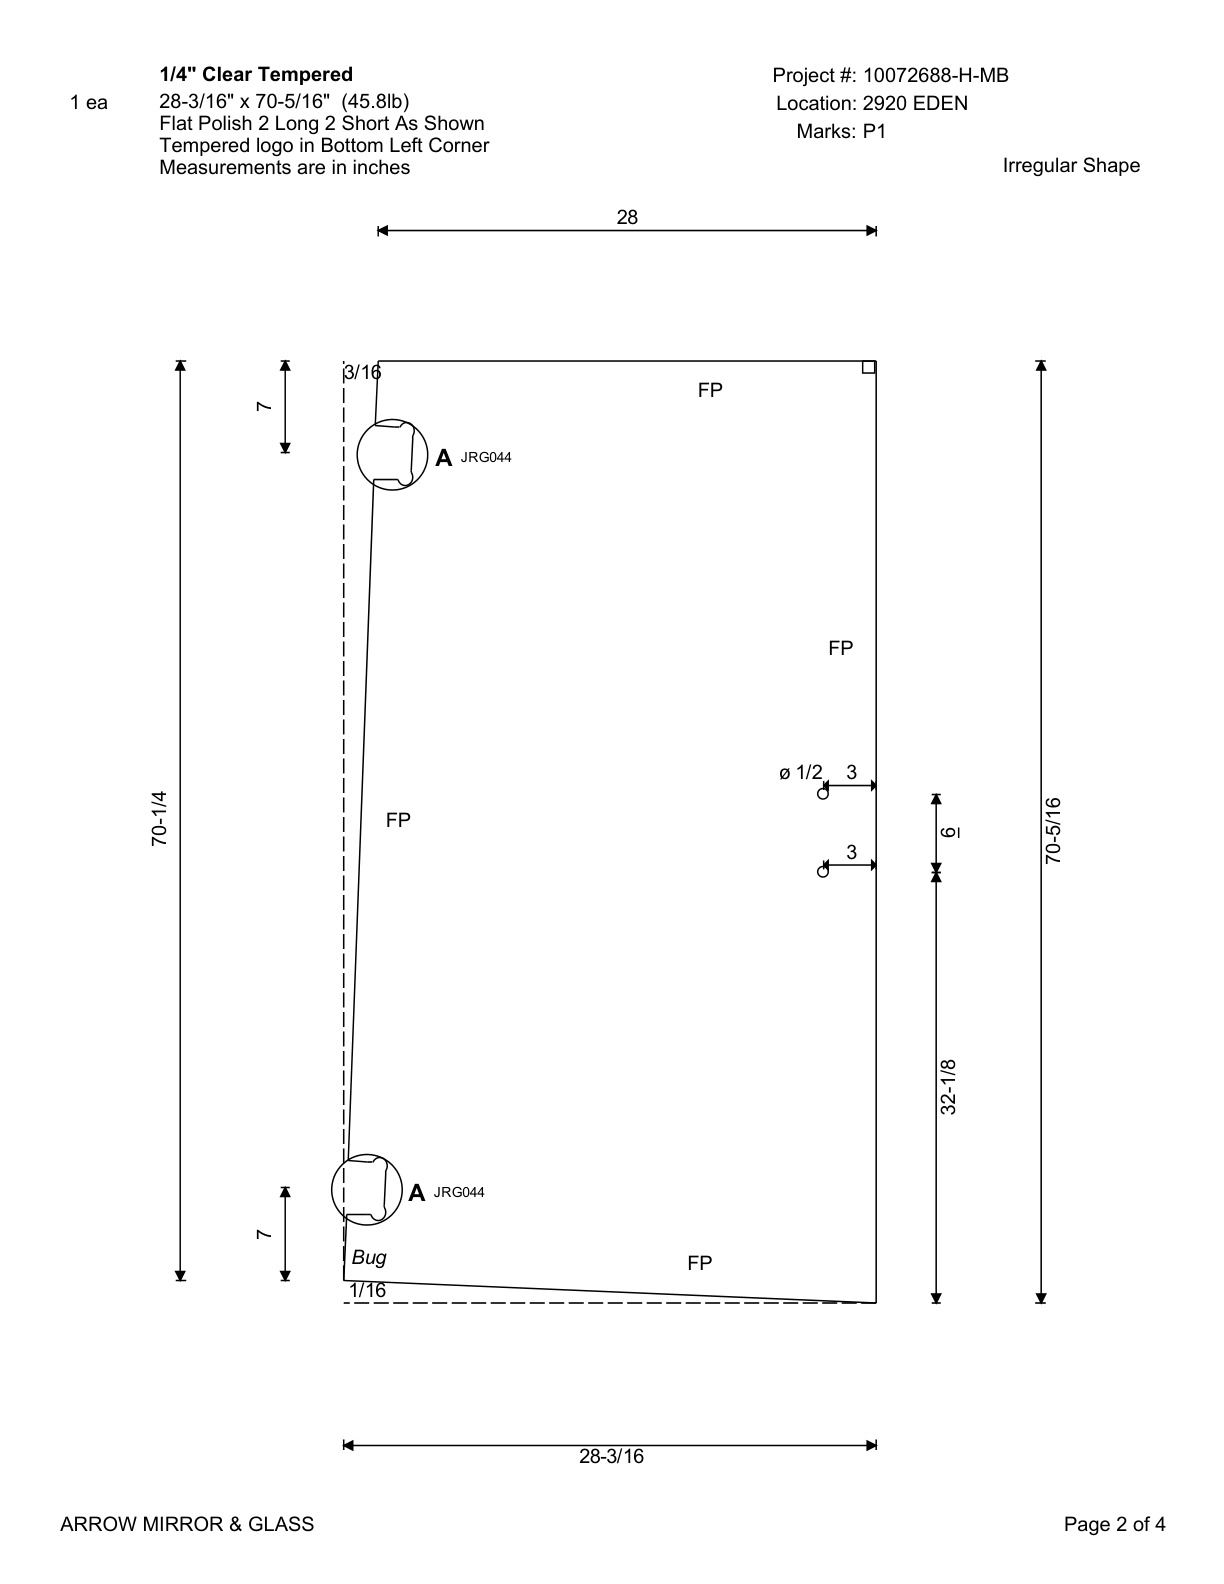 1/4" Clear Tempered
Project #: 10072688-H-MB
1 ea
28-3/16" x 70-5/16" (45.8lb)
Location: 2920 EDEN
Flat Polish 2 Long 2 Short As Shown
Marks: P1
Tempered logo in Bottom Left Corner
Measurements are in inches
Irregular Shape
28
3/16
FP
7
A JRG044
FP
ø 1/2 3
6
70-1/4
FP
70-5/16
3
32-1/8
A JRG044
7
Bug
FP
1/16
28-3/16
ARROW MIRROR & GLASS
Page 2 of 4